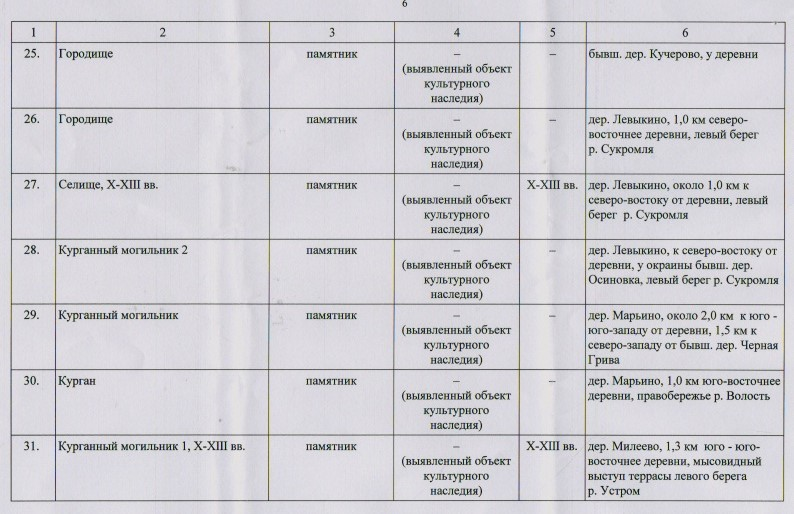 6
1 2 3 4 5 6
25. Городище памятник – – бывш. дер. Кучерово, у деревни
(выявленный объект
культурного
наследия)
26. Городище памятник – – дер. Левыкино, 1,0 км северо-
(выявленный объект восточнее деревни, левый берег
культурного р. Сукромля
наследия)
27. Селище, X-XIII вв. памятник – X-XIII вв. дер. Левыкино, около 1,0 км к
(выявленный объект северо-востоку от деревни, левый
культурного берег р. Сукромля
наследия)
28. Курганный могильник 2 памятник – – дер. Левыкино, к северо-востоку от
(выявленный объект деревни, у окраины бывш. дер.
культурного Осиновка, левый берег р. Сукромля
наследия)
29. Курганный могильник памятник – – дер. Марьино, около 2,0 км к юго -
(выявленный объект юго-западу от деревни, 1,5 км к
культурного северо-западу от бывш. дер. Черная
наследия) Грива
30. Курган памятник – – дер. Марьино, 1,0 км юго-восточнее
(выявленный объект деревни, правобережье р. Волость
культурного
наследия)
31. Курганный могильник 1, X-XIII вв. памятник – X-XIII вв. дер. Милеево, 1,3 км юго - юго-
(выявленный объект восточнее деревни, мысовидный
культурного выступ террасы левого берега
наследия) р. Устром